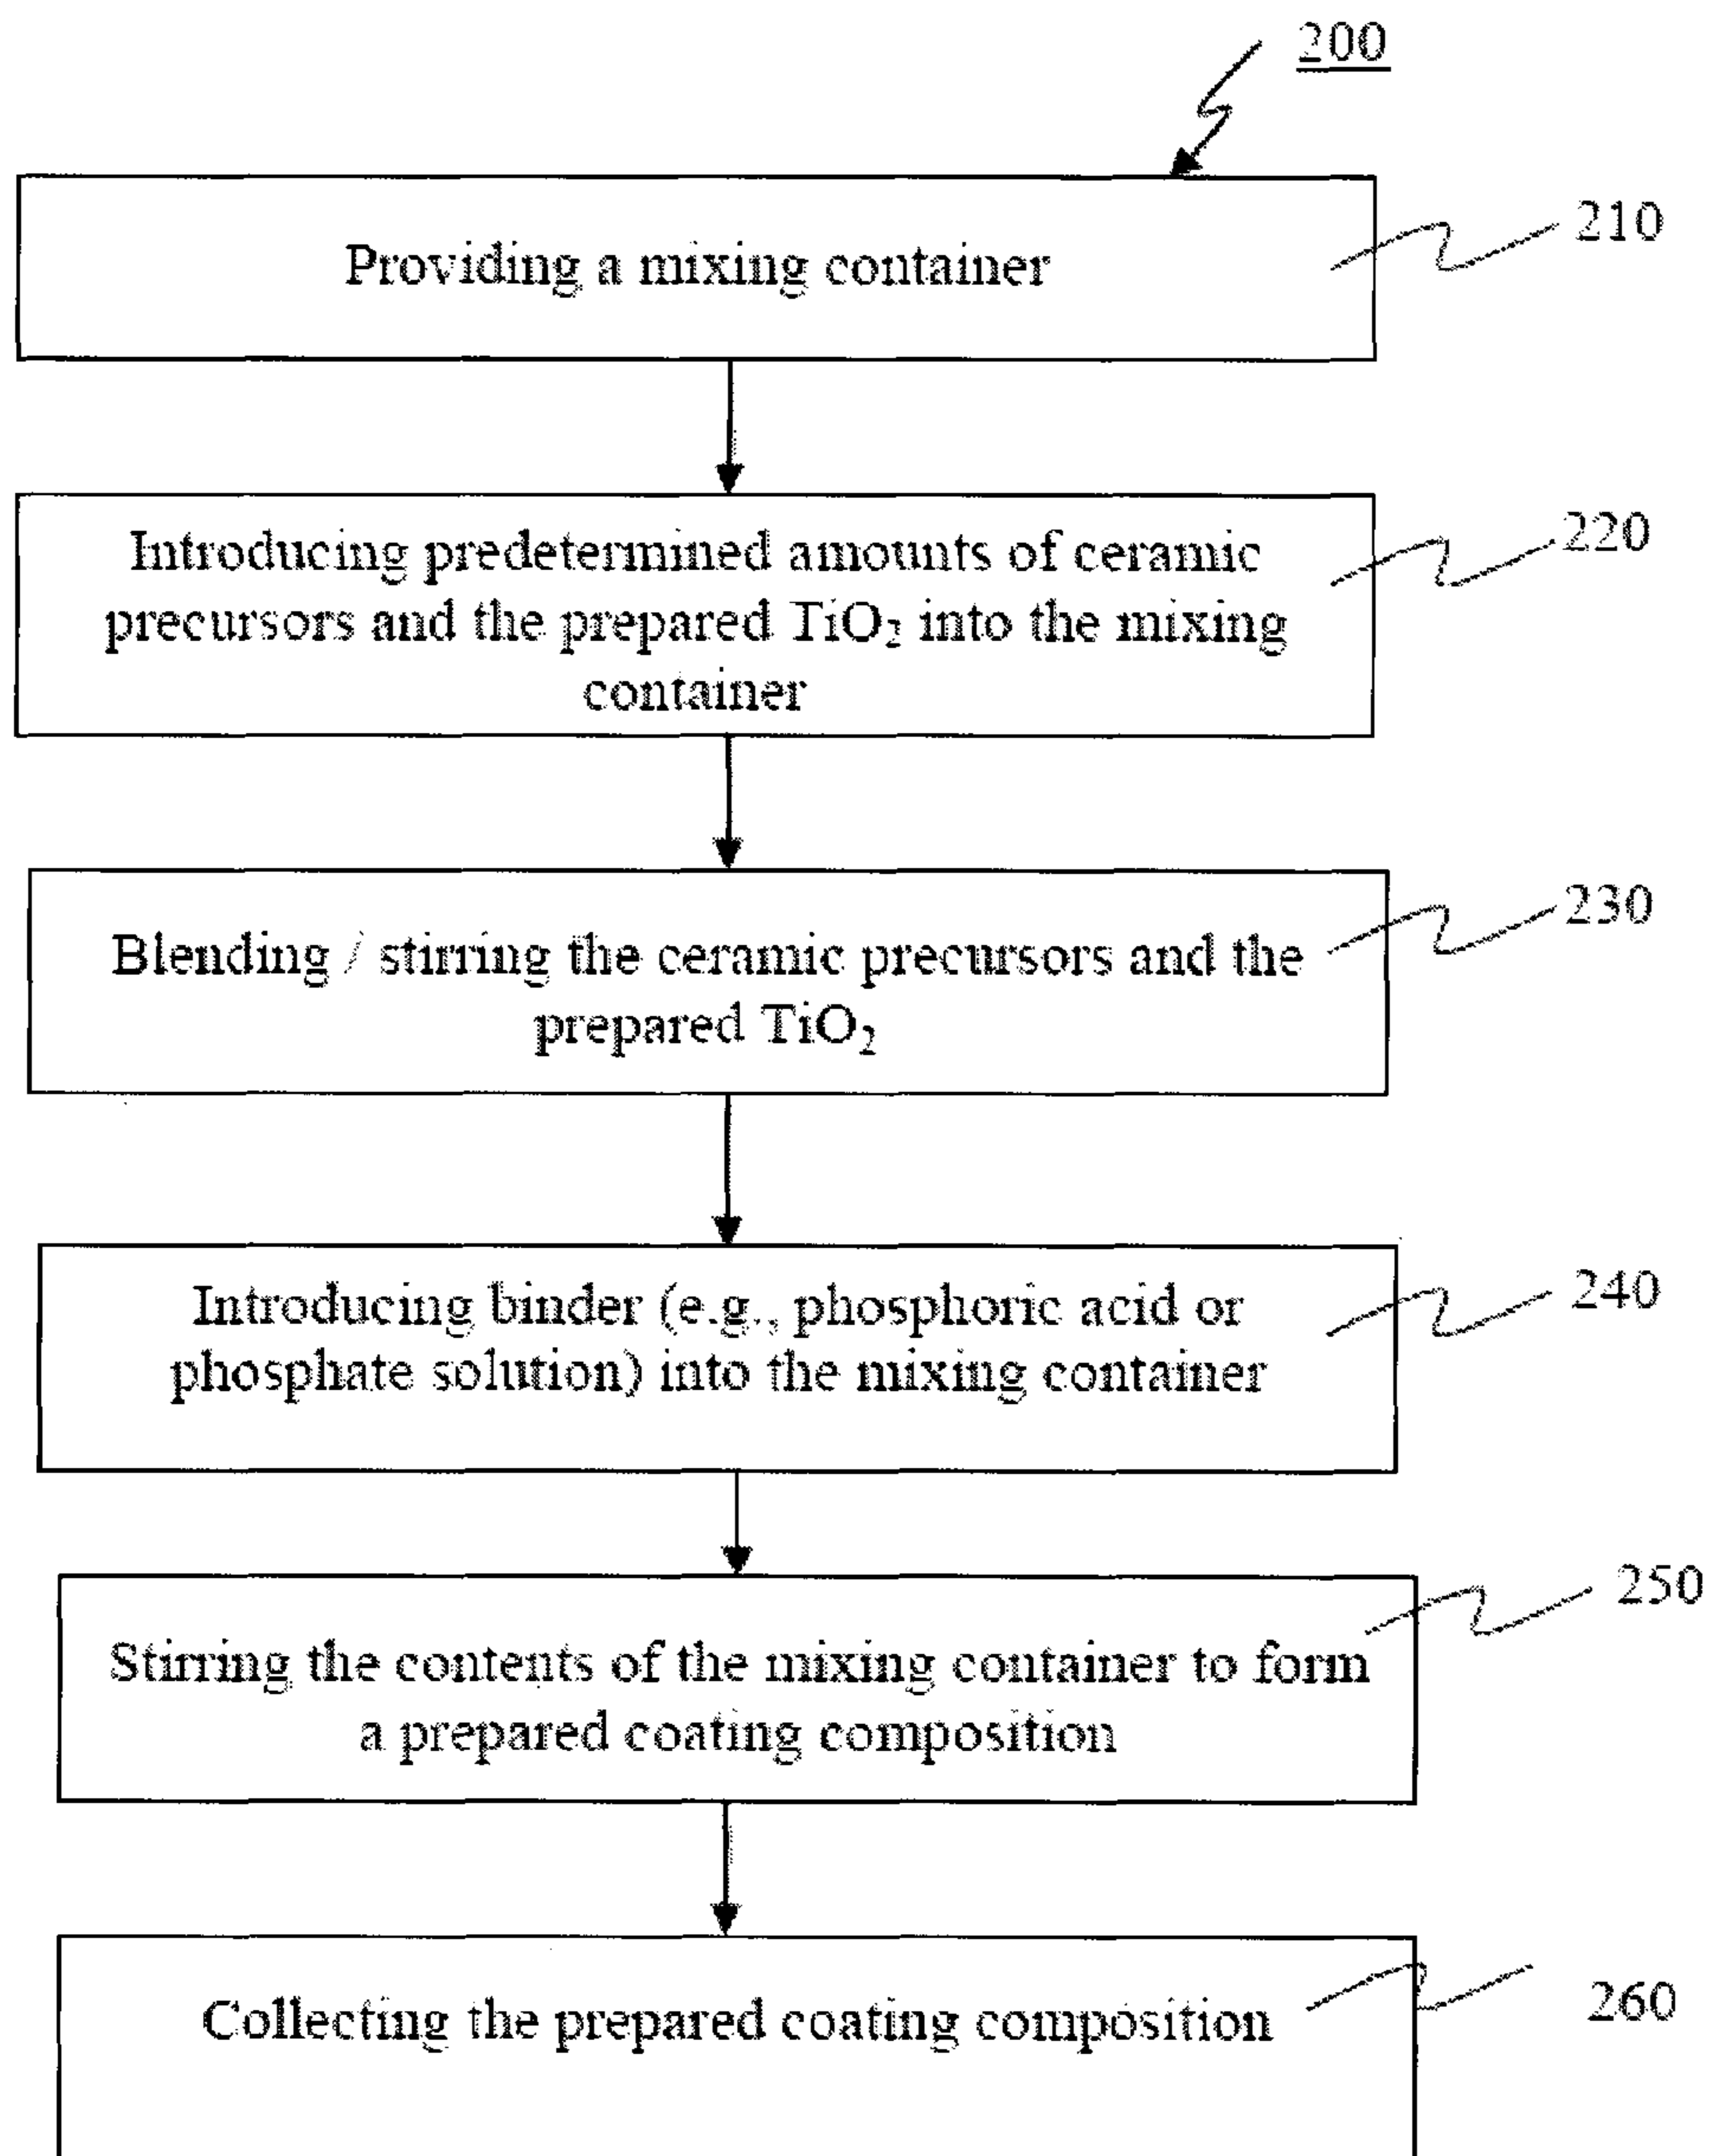 200
Providing a mixing container
210
Introducing predetermined amounts of ceramic
precursors and the prepared TiO₂ into the mixing
container
220
Blending / stirring the ceramic precursors and the
prepared TiO₂
230
Introducing binder (e.g., phosphoric acid or
phosphate solution) into the mixing container
240
Stirring the contents of the mixing container to form
a prepared coating composition
250
Collecting the prepared coating composition
260